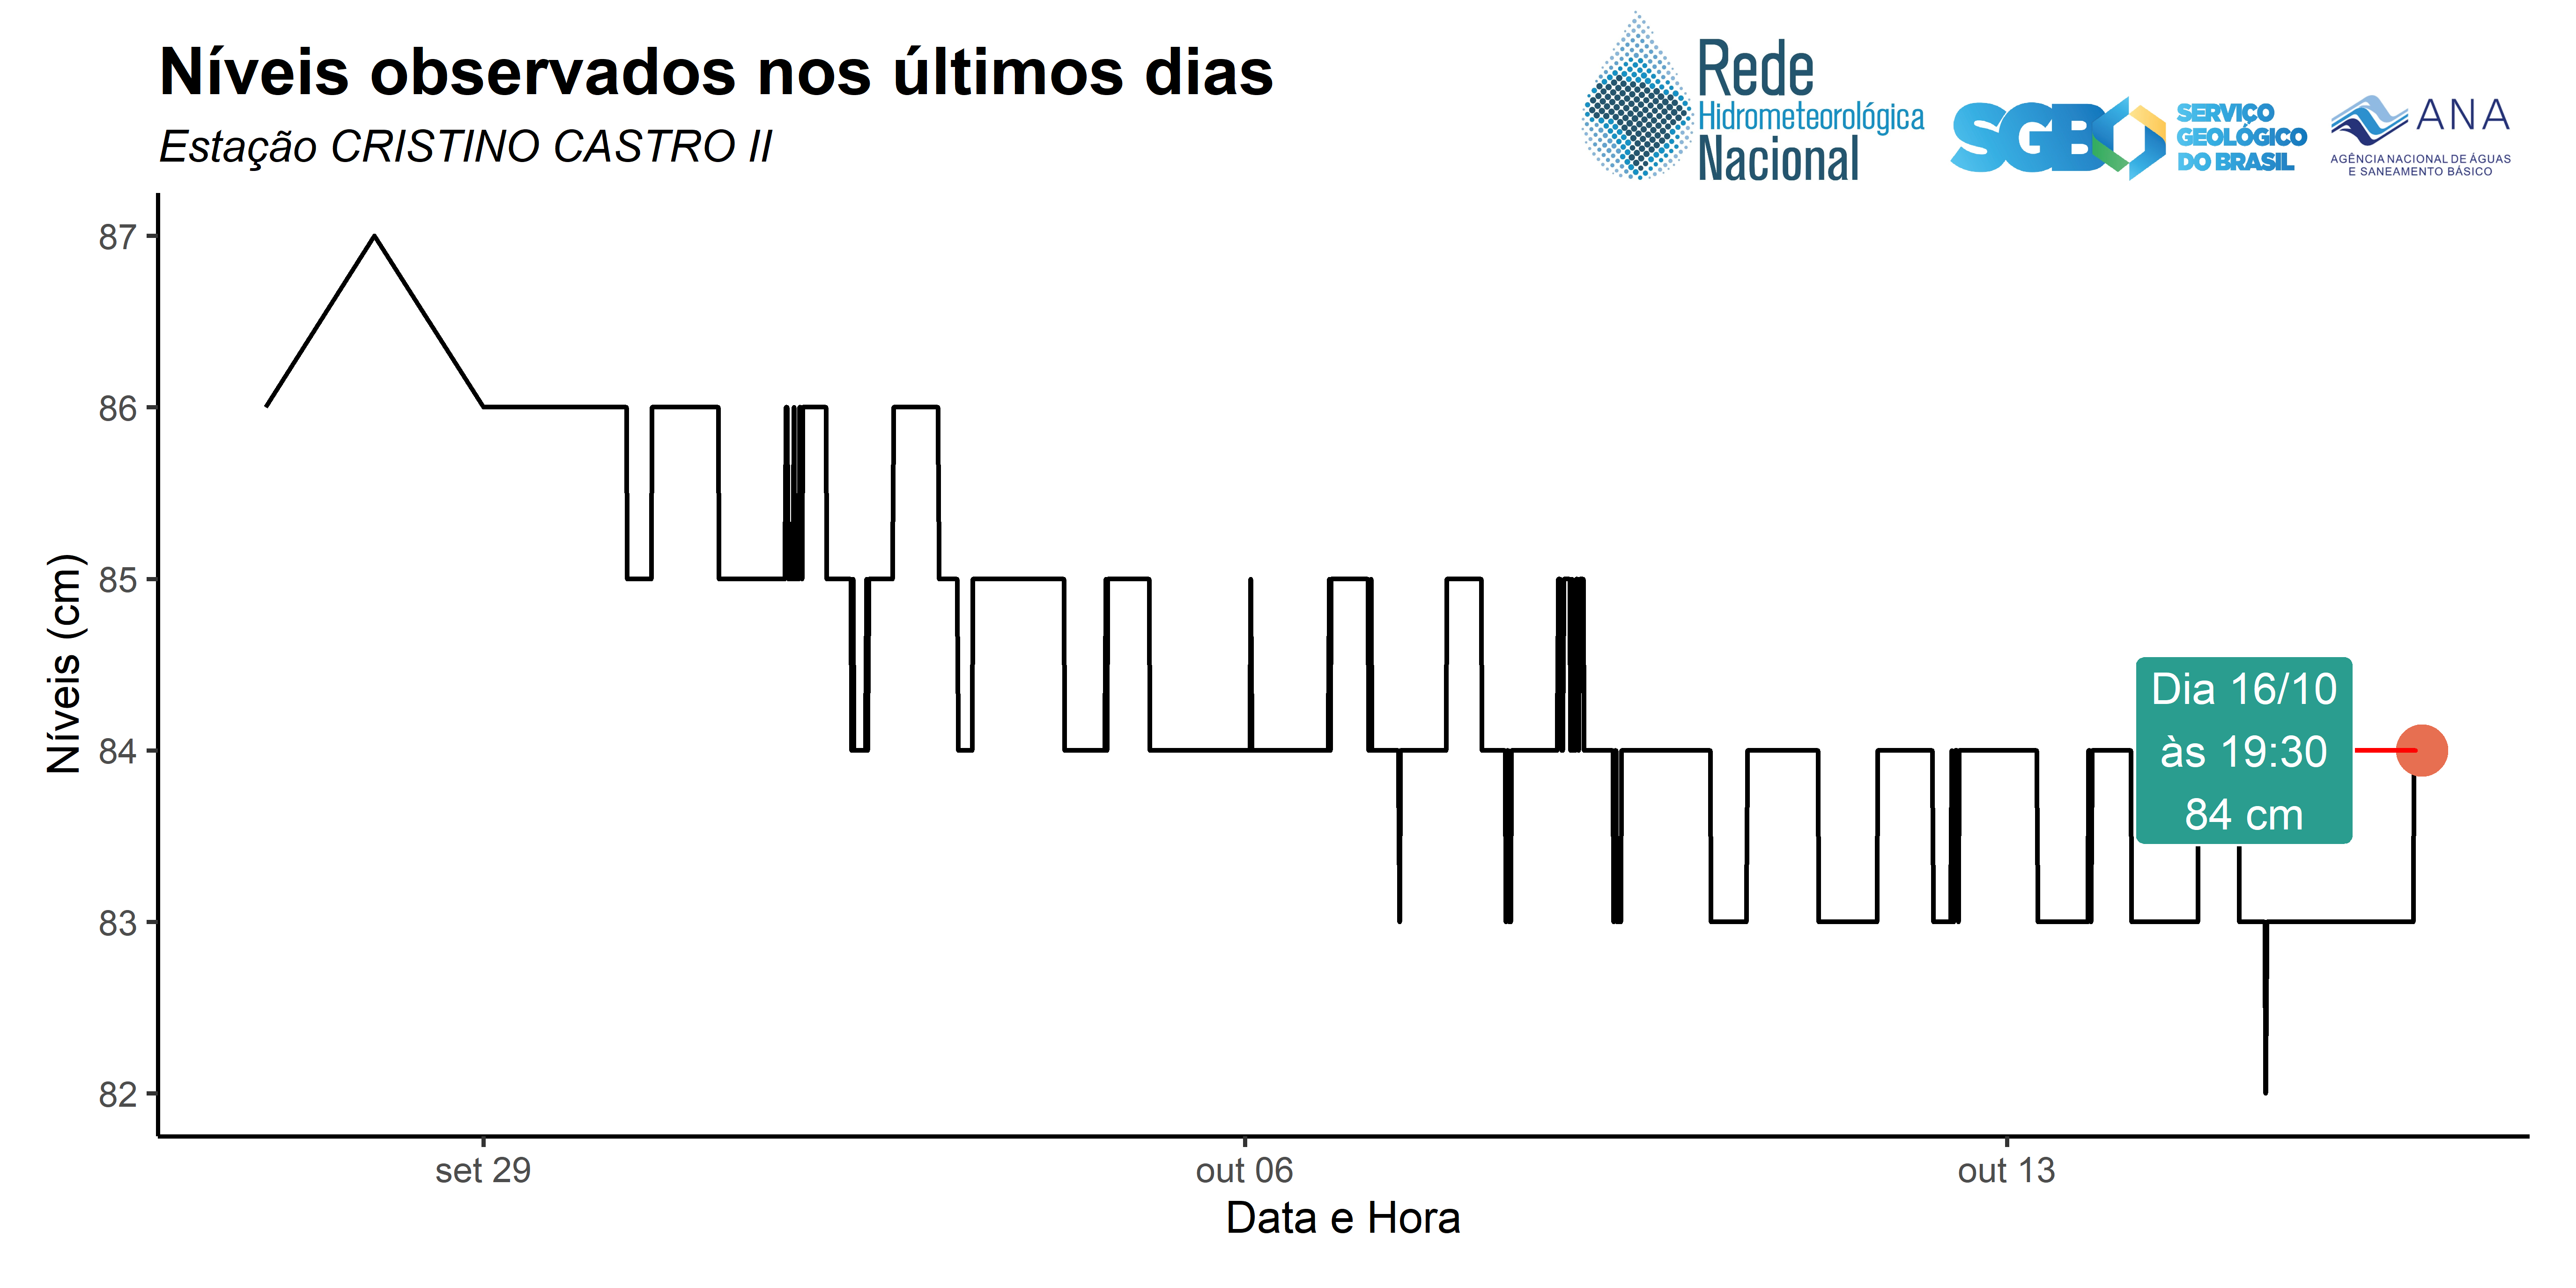 Níveis observados nos últimos dias
Estação CRISTINO CASTRO II
Rede
Hidrometeorológica
Nacional
SGB
SERVIÇO
GEOLÓGICO
DO BRASIL
ANA
AGÊNCIA NACIONAL DE ÁGUAS
E SANEAMENTO BÁSICO
Níveis (cm)
87
86
85
84
83
82
Dia 16/10
às 19:30
84 cm
set 29
out 06
out 13
Data e Hora